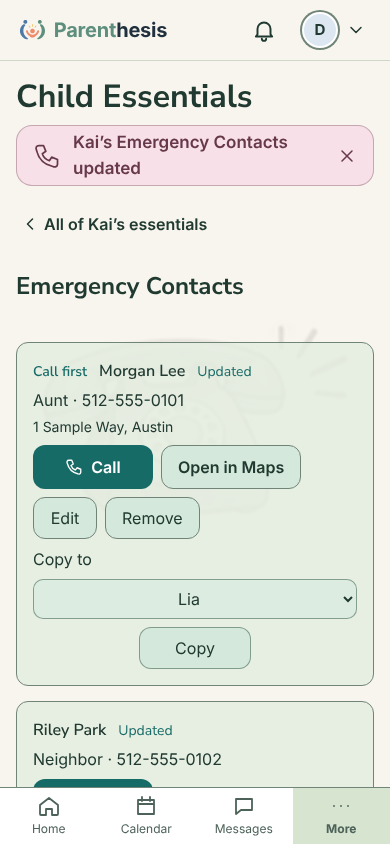 Parenthesis
D
Child Essentials
Kai’s Emergency Contacts
updated
All of Kai’s essentials
Emergency Contacts
Call first Morgan Lee Updated
Aunt · 512-555-0101
1 Sample Way, Austin
Call Open in Maps
Edit Remove
Copy to
Lia
Copy
Riley Park Updated
Neighbor · 512-555-0102
Home Calendar Messages More